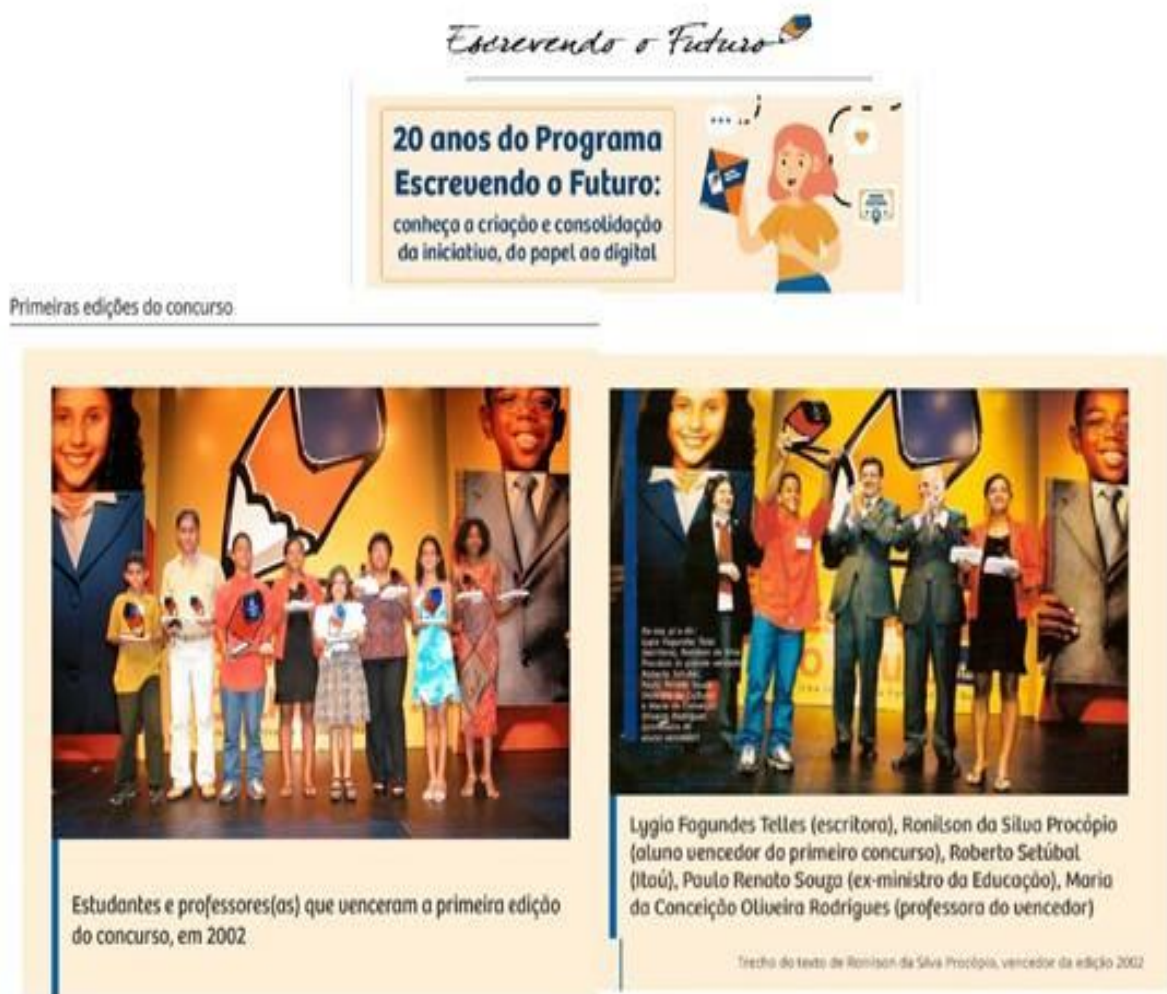 Escrevendo o Futuro
20 anos do Programa
Escrevendo o Futuro:
conheça a criação e consolidação
da iniciativa, do papel ao digital
Primeiras edições do concurso
Estudantes e professores(as) que venceram a primeira edição
do concurso, em 2002
Lygia Fagundes Telles (escritora), Ronilson da Silva Procópio
(aluno vencedor do primeiro concurso), Roberto Setúbal
(Itaú), Paulo Renato Souza (ex-ministro da Educação), Maria
da Conceição Oliveira Rodrigues (professora do vencedor)
Trecho do texto de Ronilson da Silva Procópio, vencedor da edição 2002